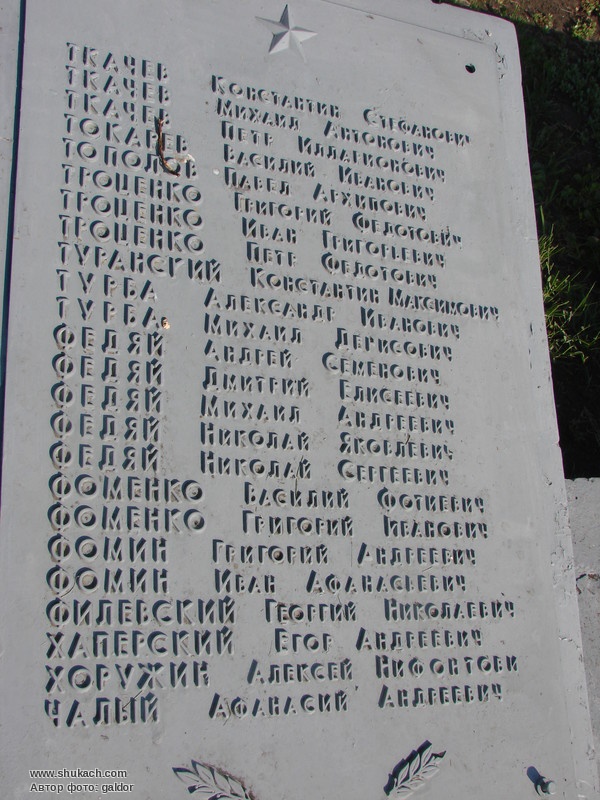 ТКАЧЕВ КОНСТАНТИН СТЕФАНОВИЧ
ТКАЧЕВ МИХАИЛ АНТОНОВИЧ
ТКАЧЕВ ПЕТР ИЛЛАРИОНОВИЧ
ТОКАРЕВ ВАСИЛИЙ ИВАНОВИЧ
ТОПОЛОВ ПАВЕЛ АРХИПОВИЧ
ТРОЦЕНКО ГРИГОРИЙ ФЕДОТОВИЧ
ТРОЦЕНКО ИВАН ГРИГОРЬЕВИЧ
ТРОЦЕНКО ПЕТР ФЕДОТОВИЧ
ТУРАНСКИЙ КОНСТАНТИН МАКСИМОВИЧ
ТУРБА АЛЕКСАНДР ИВАНОВИЧ
ТУРБА МИХАИЛ ДЕГИСОВИЧ
ФЕДЯЙ АНДРЕЙ СЕМЕНОВИЧ
ФЕДЯЙ ДМИТРИЙ ЕЛИСЕЕВИЧ
ФЕДЯЙ МИХАИЛ АНДРЕЕВИЧ
ФЕДЯЙ НИКОЛАЙ ЯКОВЛЕВИЧ
ФЕДЯЙ НИКОЛАЙ СЕРГЕЕВИЧ
ФОМЕНКО ВАСИЛИЙ ФОТИЕВИЧ
ФОМЕНКО ГРИГОРИЙ ИВАНОВИЧ
ФОМИН ГРИГОРИЙ АНДРЕЕВИЧ
ФОМИН ИВАН АФАНАСЬЕВИЧ
ФИЛЕВСКИЙ ГЕОРГИЙ НИКОЛАЕВИЧ
ХАПЕРСКИЙ ЕГОР АНДРЕЕВИЧ
ХОРУЖИН АЛЕКСЕЙ НИФОНТОВИ
ЧАЛЫЙ АФАНАСИЙ АНДРЕЕВИЧ
www.shukach.com
Автор фото: galdor